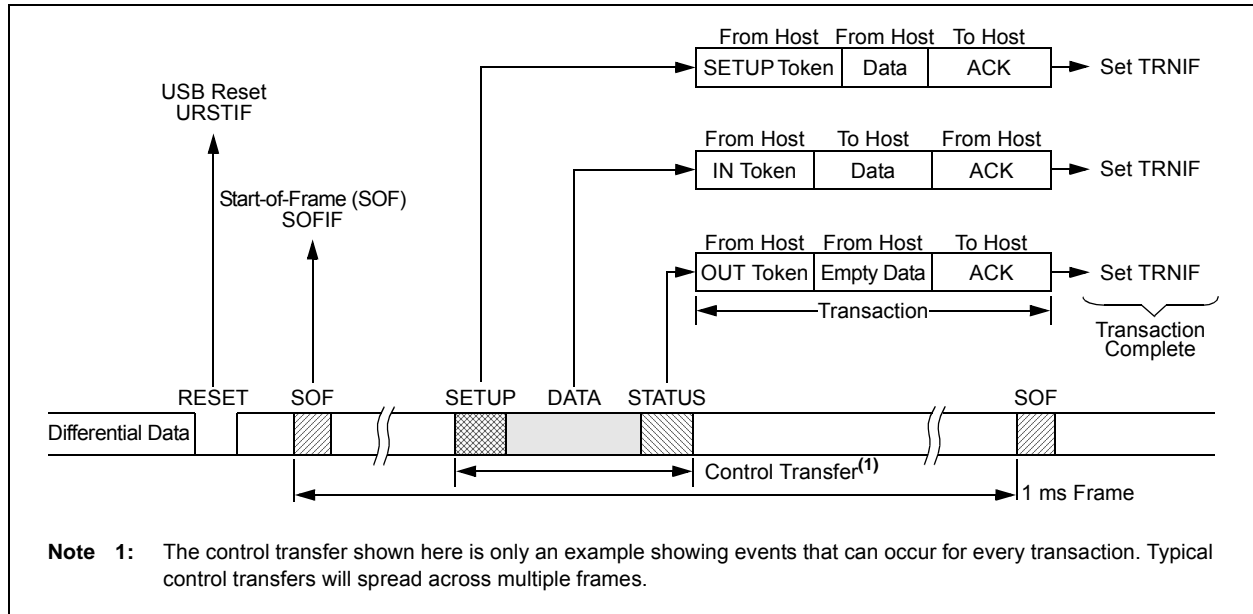 From Host From Host To Host
SETUP Token Data ACK Set TRNIF
USB Reset
URSTIF
From Host To Host From Host
IN Token Data ACK Set TRNIF
Start-of-Frame (SOF)
SOFIF
From Host From Host To Host
OUT Token Empty Data ACK Set TRNIF
Transaction
Transaction
Complete
RESET SOF SETUP DATA STATUS SOF
Differential Data
Control Transfer(1)
1 ms Frame
Note 1: The control transfer shown here is only an example showing events that can occur for every transaction. Typical
control transfers will spread across multiple frames.